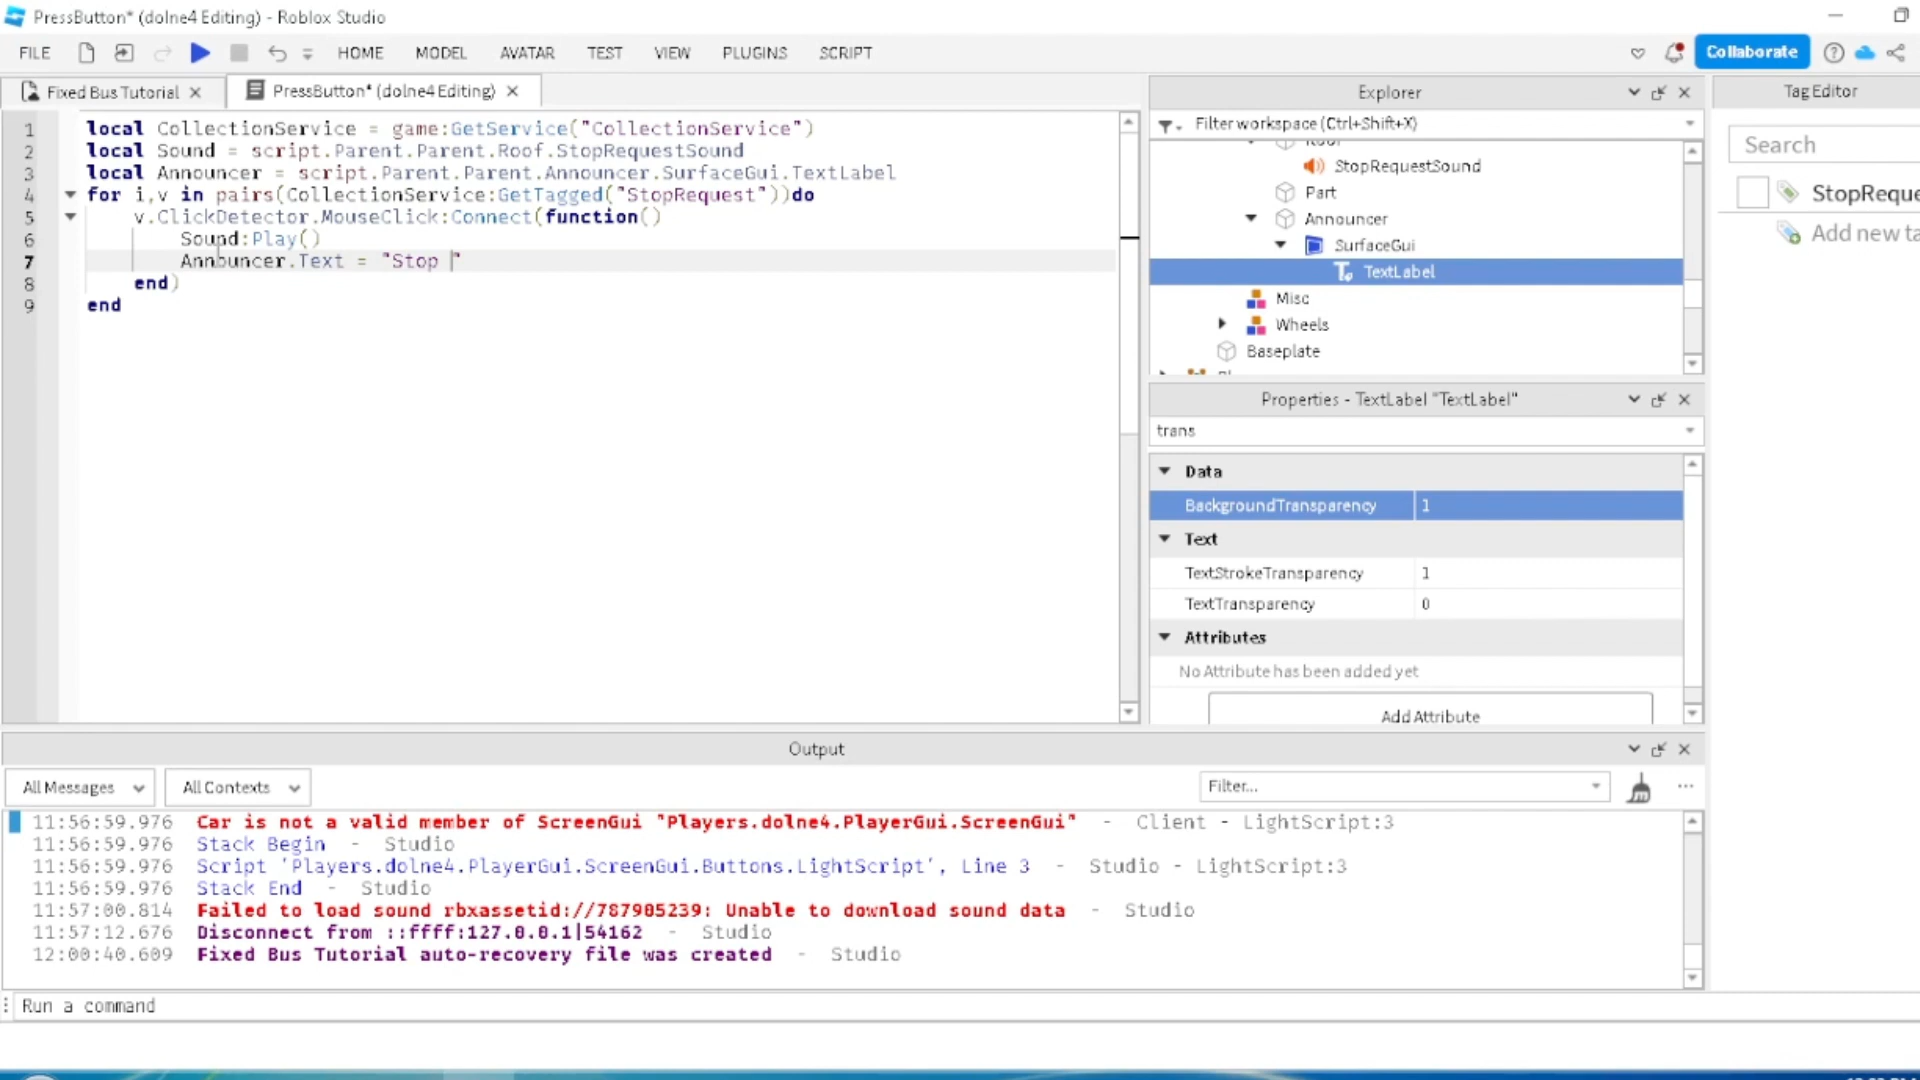 PressButton* (dolne4 Editing) - Roblox Studio
FILE HOME MODEL AVATAR TEST VIEW PLUGINS SCRIPT Collaborate
Fixed Bus Tutorial PressButton* (dolne4 Editing)
1 local CollectionService = game:GetService("CollectionService")
2 local Sound = script.Parent.Parent.Roof.StopRequestSound
3 local Announcer = script.Parent.Parent.Announcer.SurfaceGui.TextLabel
4 for i,v in pairs(CollectionService:GetTagged("StopRequest"))do
5 v.ClickDetector.MouseClick:Connect(function()
6 Sound:Play()
7 Announcer.Text = "Stop "
8 end)
9 end
Explorer
Filter workspace (Ctrl+Shift+X)
Roof
StopRequestSound
Part
Announcer
SurfaceGui
TextLabel
Misc
Wheels
Baseplate
Properties - TextLabel "TextLabel"
trans
Data
BackgroundTransparency 1
Text
TextStrokeTransparency 1
TextTransparency 0
Attributes
No Attribute has been added yet
Add Attribute
Tag Editor
Search
StopReque
Add new ta
Output
All Messages All Contexts Filter...
11:56:59.976 Car is not a valid member of ScreenGui "Players.dolne4.PlayerGui.ScreenGui" - Client - LightScript:3
11:56:59.976 Stack Begin - Studio
11:56:59.976 Script 'Players.dolne4.PlayerGui.ScreenGui.Buttons.LightScript', Line 3 - Studio - LightScript:3
11:56:59.976 Stack End - Studio
11:57:00.814 Failed to load sound rbxassetid://787905239: Unable to download sound data - Studio
11:57:12.676 Disconnect from ::ffff:127.0.0.1|54162 - Studio
12:00:40.609 Fixed Bus Tutorial auto-recovery file was created - Studio
Run a command